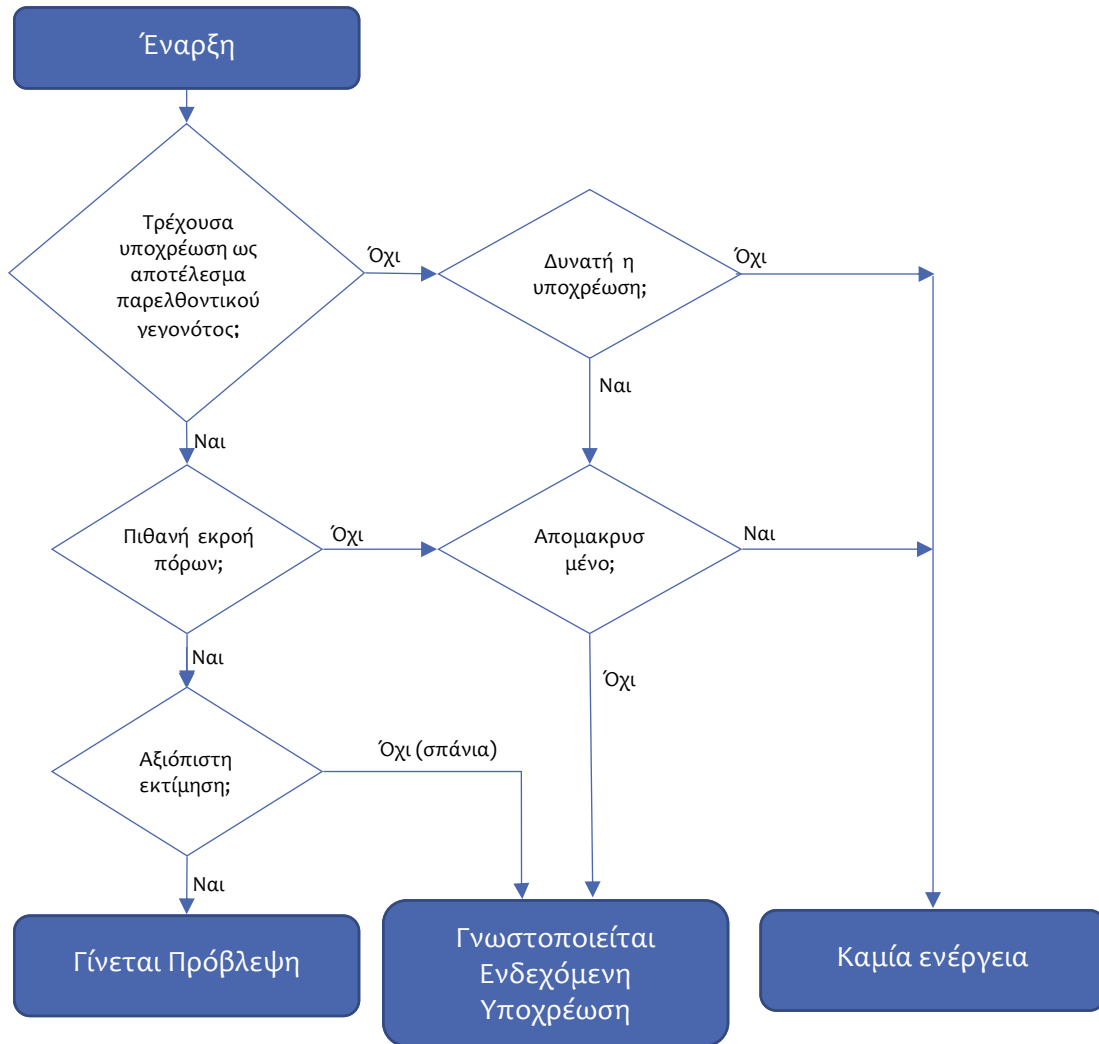 Έναρξη
Τρέχουσα
υποχρέωση ως
αποτέλεσμα
παρελθοντικού
γεγονότος;
Όχι
Δυνατή η
υποχρέωση;
Όχι
Ναι
Ναι
Πιθανή εκροή
πόρων;
Όχι
Απομακρυσ
μένο;
Ναι
Ναι
Όχι
Αξιόπιστη
εκτίμηση;
Όχι (σπάνια)
Ναι
Γίνεται Πρόβλεψη
Γνωστοποιείται
Ενδεχόμενη
Υποχρέωση
Καμία ενέργεια